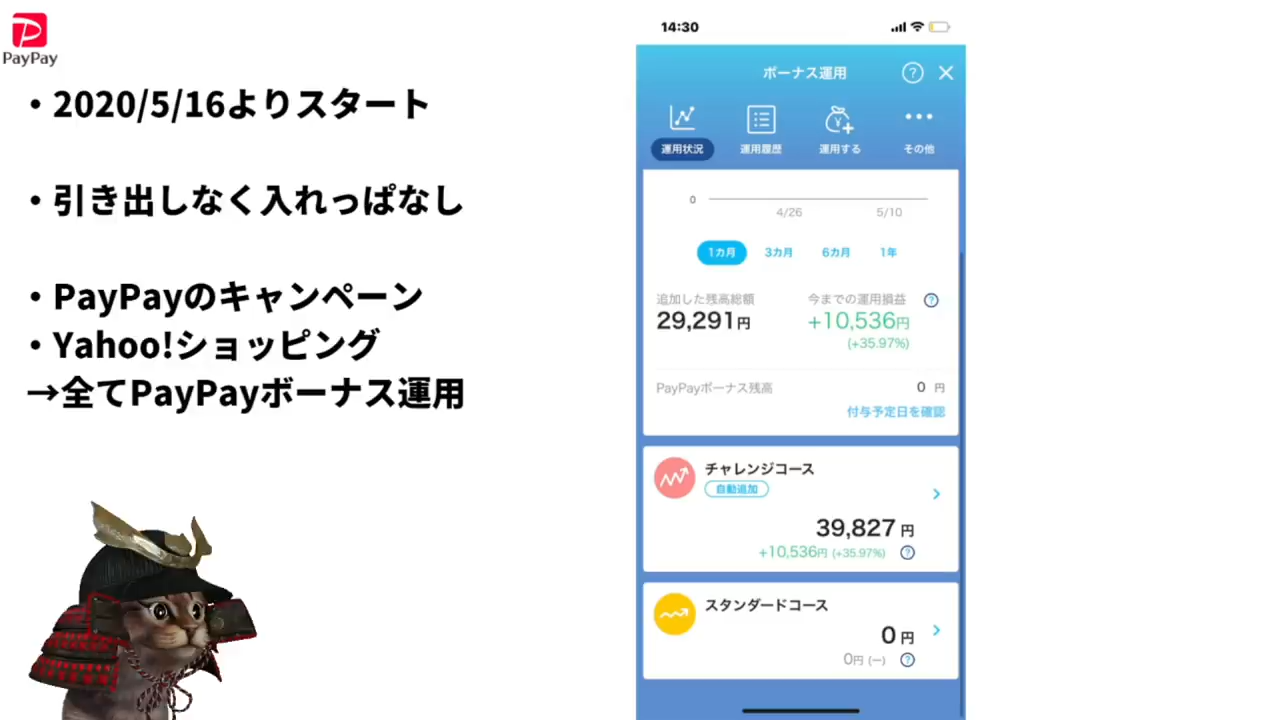 PayPay
・2020/5/16よりスタート
・引き出しなく入れっぱなし
・PayPayのキャンペーン
・Yahoo!ショッピング
→全てPayPayボーナス運用
14:30
ボーナス運用
?
運用状況 運用履歴 運用する その他
0
4/26 5/10
1カ月 3カ月 6カ月 1年
追加した残高総額 今までの運用損益 ?
29,291円 +10,536円
(+35.97%)
PayPayボーナス残高 0 円
付与予定日を確認
チャレンジコース
自動追加
39,827 円
+10,536円 (+35.97%) ?
スタンダードコース
0 円
0円 (ー) ?